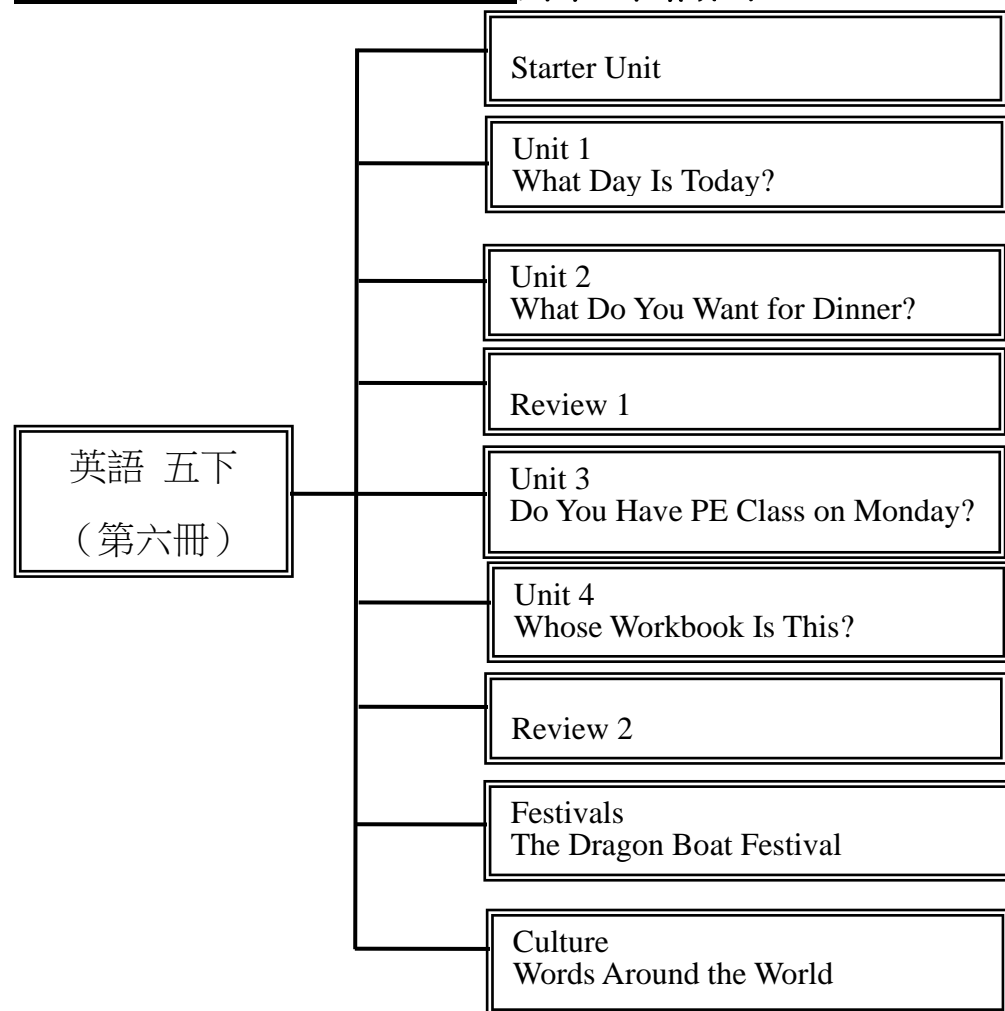 Starter Unit
Unit 1
What Day Is Today?
Unit 2
What Do You Want for Dinner?
Review 1
英語 五下
（第六冊）
Unit 3
Do You Have PE Class on Monday?
Unit 4
Whose Workbook Is This?
Review 2
Festivals
The Dragon Boat Festival
Culture
Words Around the World